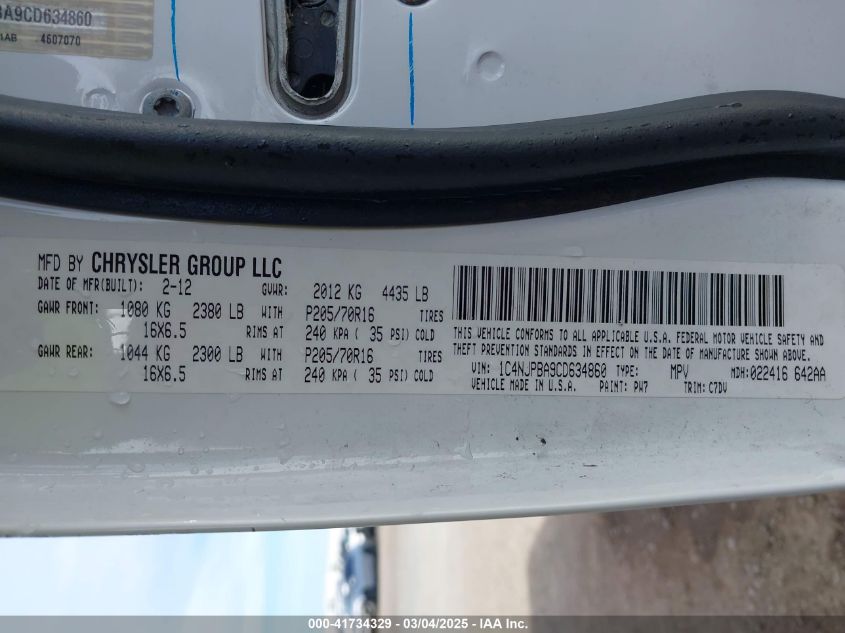 BA9CD634860
4607070
MFD BY CHRYSLER GROUP LLC
DATE OF MFR(BUILT): 2-12 GVWR: 2012 KG 4435 LB
GAWR FRONT: 1080 KG 2380 LB WITH P205/70R16 TIRES
16X6.5 RIMS AT 240 KPA ( 35 PSI) COLD
GAWR REAR: 1044 KG 2300 LB WITH P205/70R16 TIRES
16X6.5 RIMS AT 240 KPA ( 35 PSI) COLD
THIS VEHICLE CONFORMS TO ALL APPLICABLE U.S.A. FEDERAL MOTOR VEHICLE SAFETY AND
THEFT PREVENTION STANDARDS IN EFFECT ON THE DATE OF MANUFACTURE SHOWN ABOVE.
VIN: 1C4NJPBA9CD634860 TYPE: MPV MDH:022416 642AA
VEHICLE MADE IN U.S.A. PAINT: PW7 TRIM: C7DV
000-41734329 — 03/04/2025 — IAA Inc.